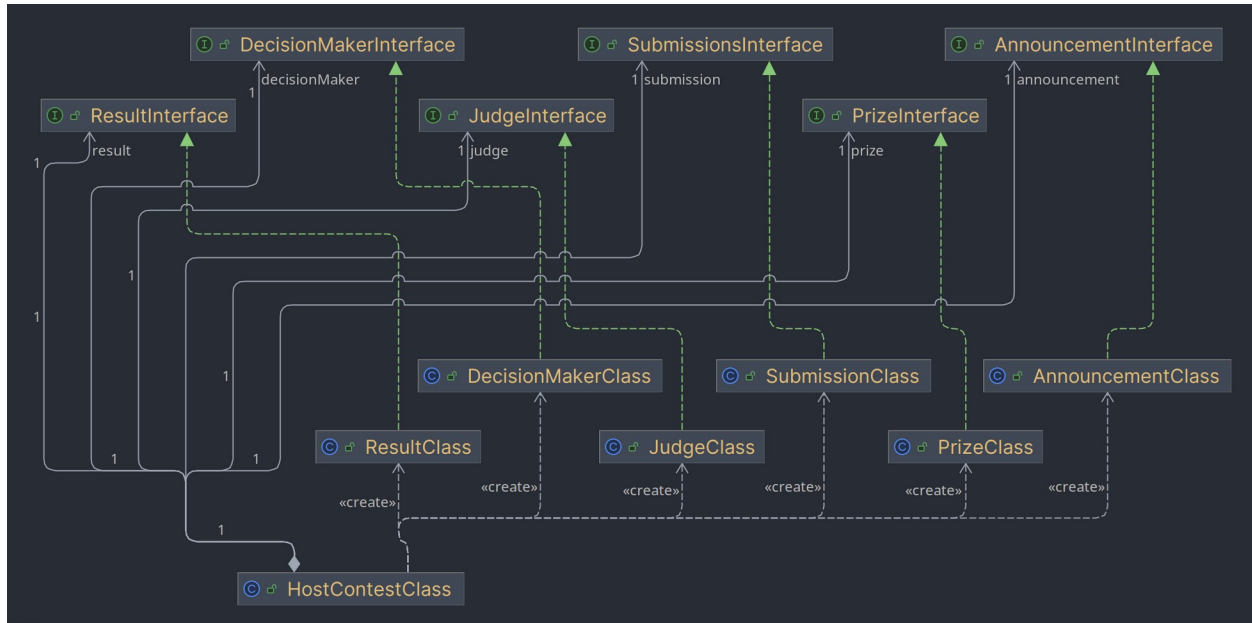 DecisionMakerInterface
SubmissionsInterface
AnnouncementInterface
1
decisionMaker
1 submission
1 announcement
ResultInterface
JudgeInterface
PrizeInterface
1
result
1 judge
1 prize
1
1
1
DecisionMakerClass
SubmissionClass
AnnouncementClass
ResultClass
JudgeClass
PrizeClass
1
1
«create»
«create»
«create»
«create»
«create»
«create»
1
HostContestClass